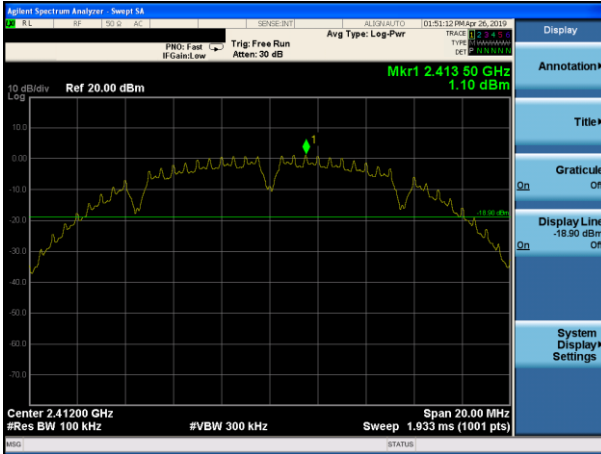 Agilent Spectrum Analyzer - Swept SA
RL RF 50 Ω AC SENSE:INT ALIGNAUTO 01:51:12 PM Apr 26, 2019
Display
PNO: Fast Trig: Free Run Avg Type: Log-Pwr TRACE 1 2 3 4 5 6
IFGain:Low Atten: 30 dB TYPE M
DET P N N N N N
Mkr1 2.413 50 GHz
1.10 dBm
10 dB/div Ref 20.00 dBm
Log
10.0
0.00
-10.0
-20.0
-30.0
-40.0
-60.0
-70.0
1
-18.90 dBm
Annotation
Title
Graticule
On Off
Display Line
-18.90 dBm
On Off
System
Display
Settings
Center 2.41200 GHz Span 20.00 MHz
#Res BW 100 kHz #VBW 300 kHz Sweep 1.933 ms (1001 pts)
MSG STATUS